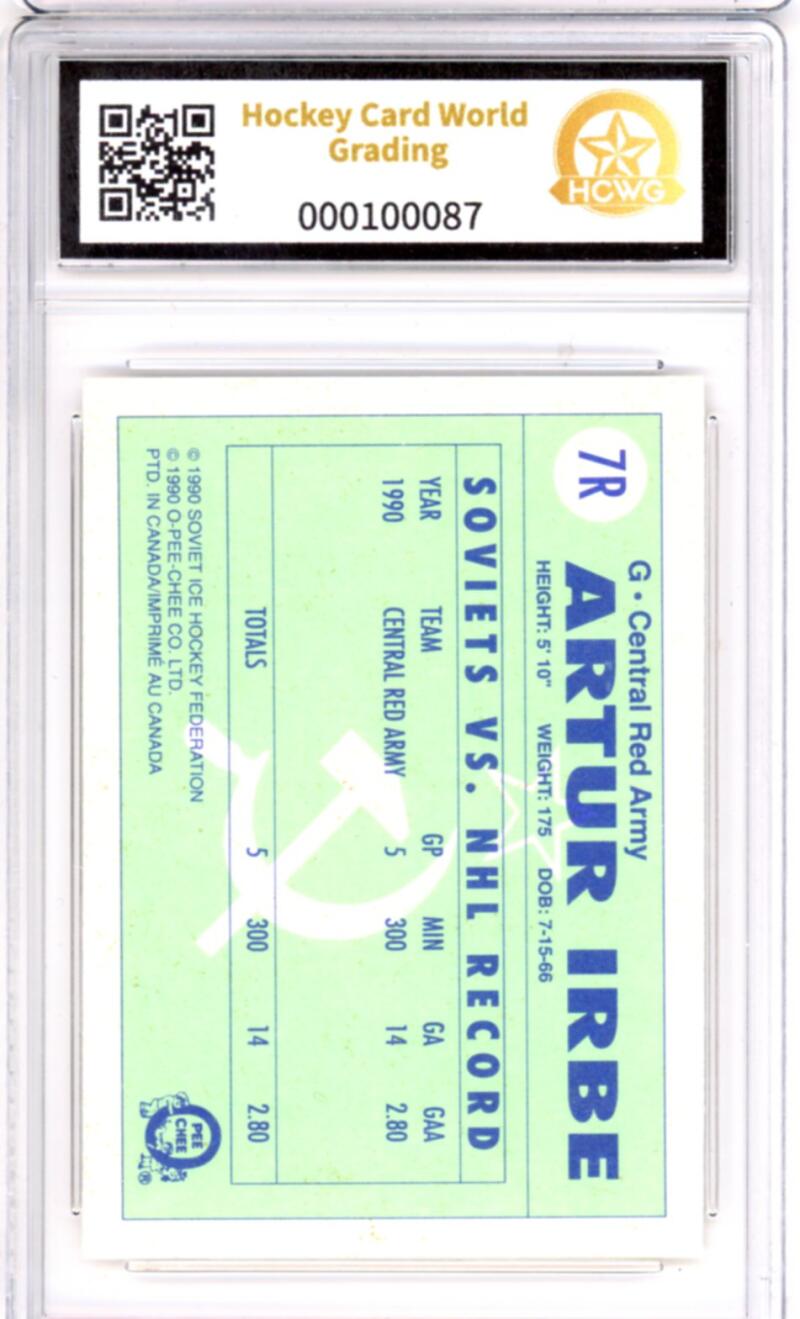 Hockey Card World
Grading
HCWG
000100087
7R
G • Central Red Army
ARTUR IRBE
HEIGHT: 5' 10" WEIGHT: 175 DOB: 7-15-66
SOVIETS VS. NHL RECORD
YEAR TEAM GP MIN GA GAA
1990 CENTRAL RED ARMY 5 300 14 2.80
TOTALS 5 300 14 2.80
© 1990 SOVIET ICE HOCKEY FEDERATION
© 1990 O-PEE-CHEE CO. LTD.
PTD. IN CANADA/IMPRIMÉ AU CANADA
O
PEE
CHEE
®